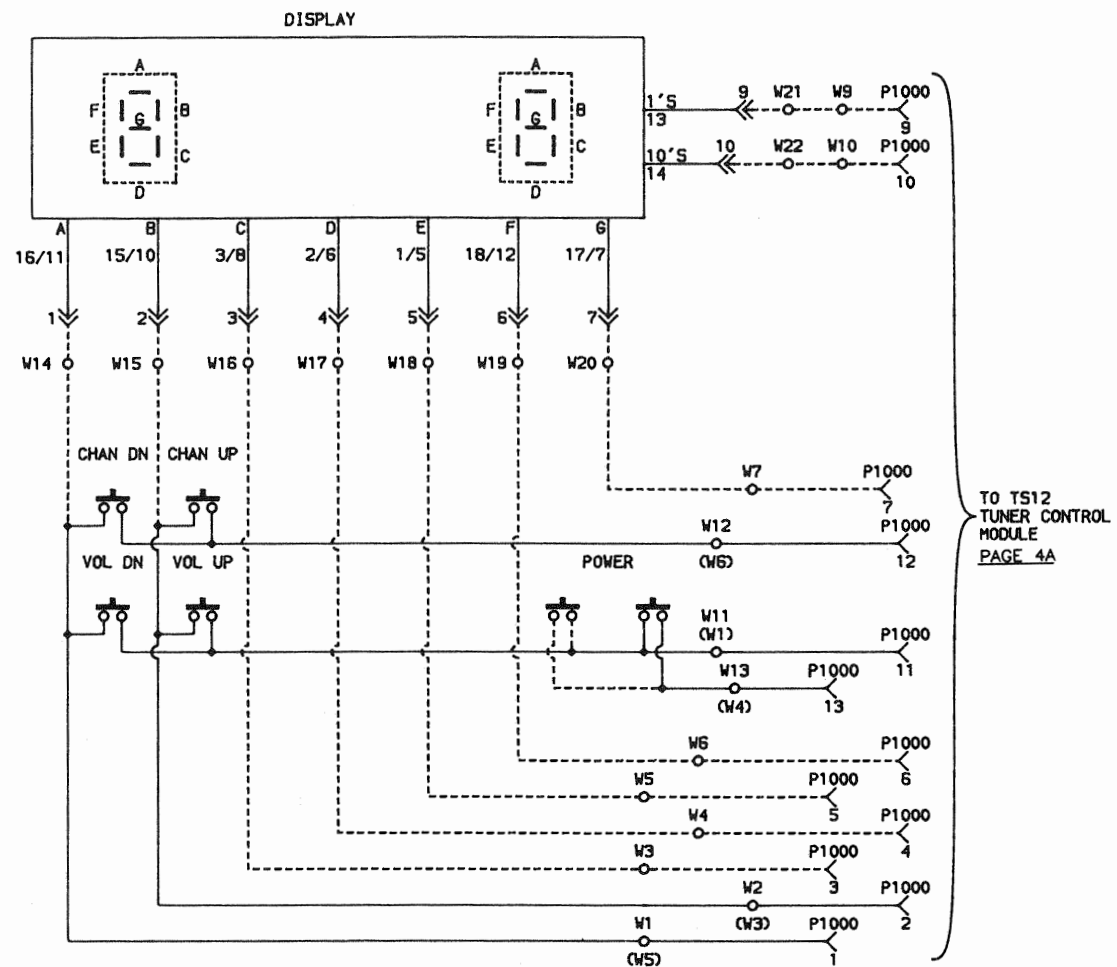 DISPLAY
A
F G B
E C
D
A
F G B
E C
D
1'S
13
9 W21 W9 P1000
9
10'S
14
10 W22 W10 P1000
10
A B C D E F G
16/11 15/10 3/8 2/6 1/5 18/12 17/7
1 2 3 4 5 6 7
W14 W15 W16 W17 W18 W19 W20
CHAN DN CHAN UP
W7 P1000
7
W12 P1000
(W6) 12
TO TS12
TUNER CONTROL
MODULE
PAGE 4A
VOL DN VOL UP POWER
W11 P1000
(W1) 11
W13 P1000
(W4) 13
W6 P1000
6
W5 P1000
5
W4 P1000
4
W3 P1000
3
W2 P1000
(W3) 2
W1 P1000
(W5) 1